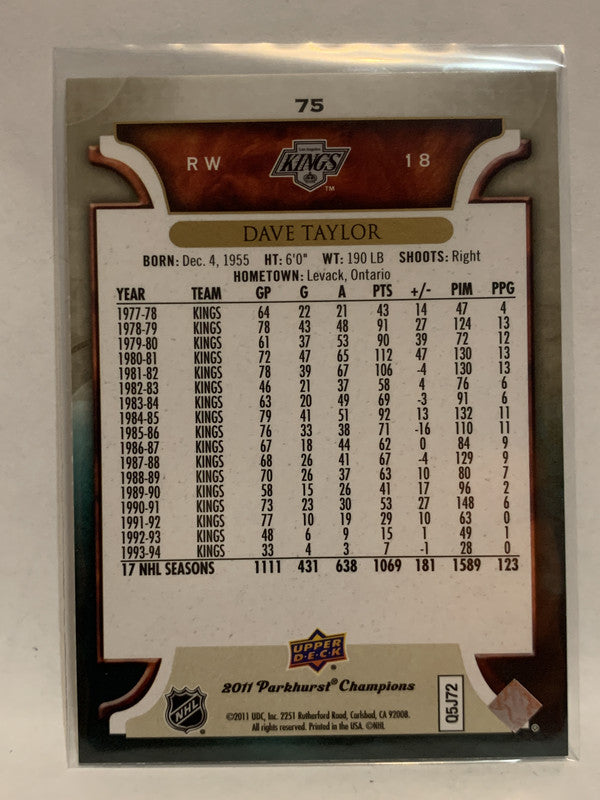 75
RW Los Angeles KINGS TM 18
DAVE TAYLOR
BORN: Dec. 4, 1955 HT: 6'0" WT: 190 LB SHOOTS: Right
HOMETOWN: Levack, Ontario
YEAR TEAM GP G A PTS +/- PIM PPG
1977-78 KINGS 64 22 21 43 14 47 4
1978-79 KINGS 78 43 48 91 27 124 13
1979-80 KINGS 61 37 53 90 39 72 12
1980-81 KINGS 72 47 65 112 47 130 13
1981-82 KINGS 78 39 67 106 -4 130 13
1982-83 KINGS 46 21 37 58 4 76 6
1983-84 KINGS 63 20 49 69 -3 91 6
1984-85 KINGS 79 41 51 92 13 132 11
1985-86 KINGS 76 33 38 71 -16 110 11
1986-87 KINGS 67 18 44 62 0 84 9
1987-88 KINGS 68 26 41 67 -4 129 9
1988-89 KINGS 70 26 37 63 10 80 7
1989-90 KINGS 58 15 26 41 17 96 2
1990-91 KINGS 73 23 30 53 27 148 6
1991-92 KINGS 77 10 19 29 10 63 0
1992-93 KINGS 48 6 9 15 1 49 1
1993-94 KINGS 33 4 3 7 -1 28 0
17 NHL SEASONS 1111 431 638 1069 181 1589 123
UPPER
D·E·C·K
2011 Parkhurst® Champions
NHL ©2011 UDC, Inc. 2251 Rutherford Road, Carlsbad, CA 92008.
All rights reserved. Printed in the USA. ©NHL
Q5J72
®